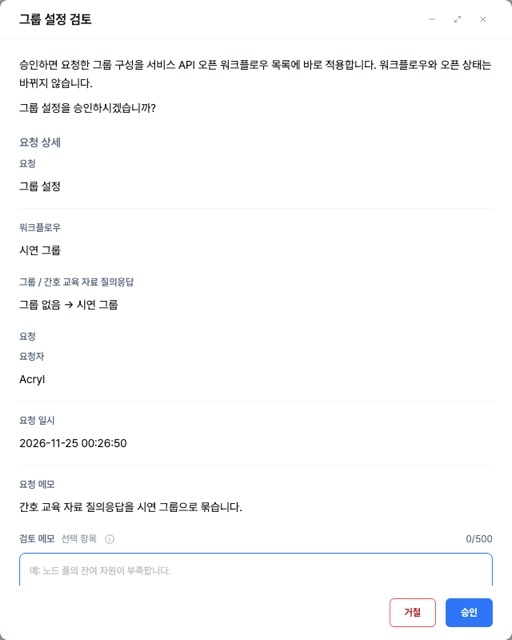 그룹 설정 검토
승인하면 요청한 그룹 구성을 서비스 API 오픈 워크플로우 목록에 바로 적용합니다. 워크플로우와 오픈 상태는
바뀌지 않습니다.
그룹 설정을 승인하시겠습니까?
요청 상세
요청
그룹 설정
워크플로우
시연 그룹
그룹 / 간호 교육 자료 질의응답
그룹 없음 → 시연 그룹
요청
요청자
Acryl
요청 일시
2026-11-25 00:26:50
요청 메모
간호 교육 자료 질의응답을 시연 그룹으로 묶습니다.
검토 메모 선택 항목 0/500
예: 노드 풀의 잔여 자원이 부족합니다.
거절 승인